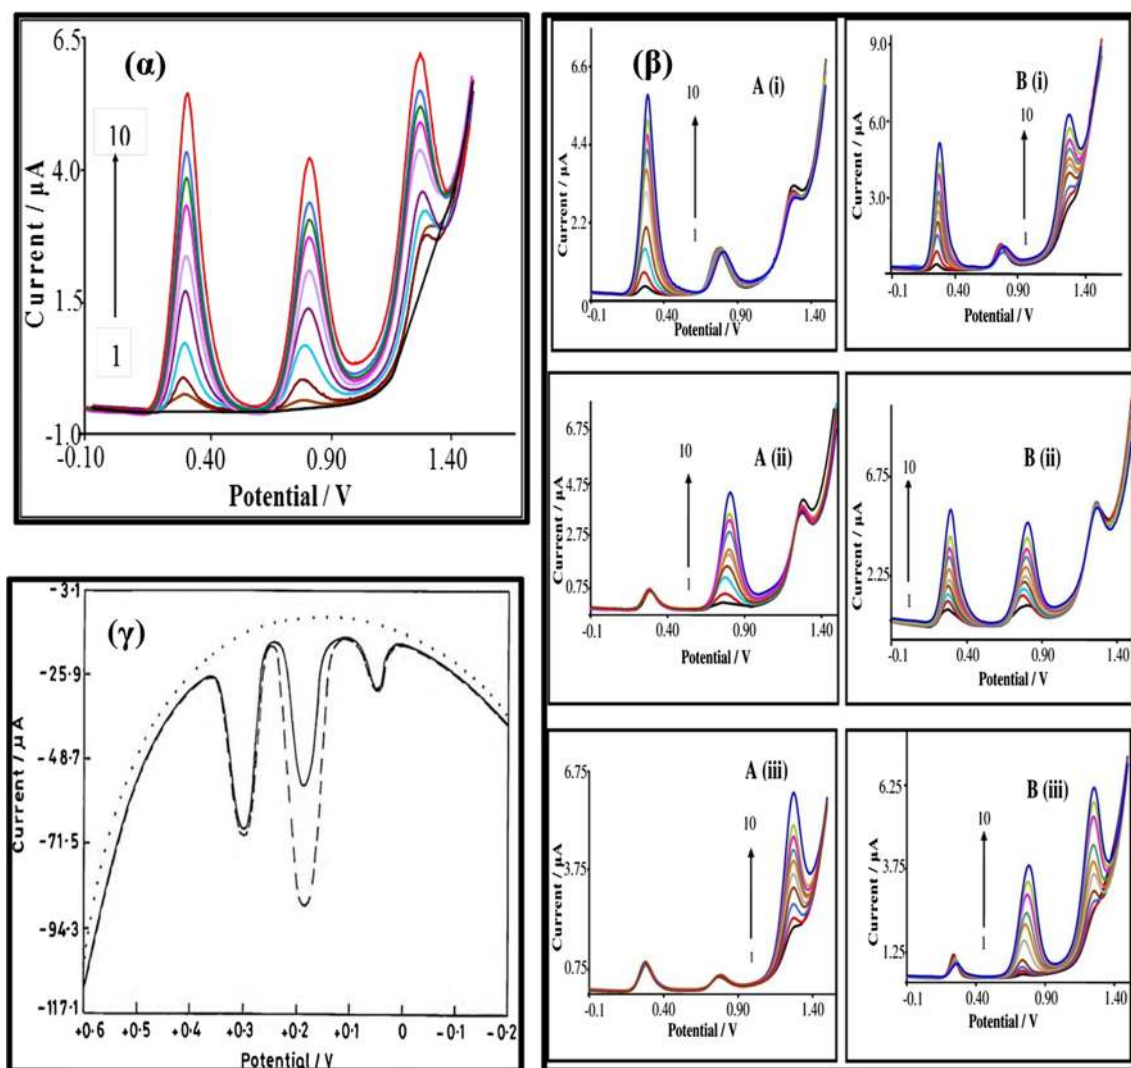 (α)
6.5
4.0
1.5
-1.0
Current / µA
10
1
-0.10 0.40 0.90 1.40
Potential / V
(β)
A (i)
6.6
4.4
2.2
0
Current / µA
10
1
-0.1 0.40 0.90 1.40
Potential / V
B (i)
9.0
6.0
3.0
Current / µA
10
1
-0.1 0.40 0.90 1.40
Potential / V
A (ii)
6.75
4.75
2.75
0.75
Current / µA
10
1
-0.1 0.40 0.90 1.40
Potential / V
B (ii)
6.75
2.25
Current / µA
10
1
-0.1 0.40 0.90 1.40
Potential / V
(γ)
-3·1
-25·9
-48·7
-71·5
-94·3
-117·1
Current / µA
+0·6 +0·5 +0·4 +0·3 +0·2 +0·1 0 -0·1 -0·2
Potential / V
A (iii)
6.75
3.75
0.75
Current / µA
10
1
-0.1 0.40 0.90 1.40
Potential / V
B (iii)
6.25
3.75
1.25
Current / µA
10
1
-0.1 0.40 0.90 1.40
Potential / V